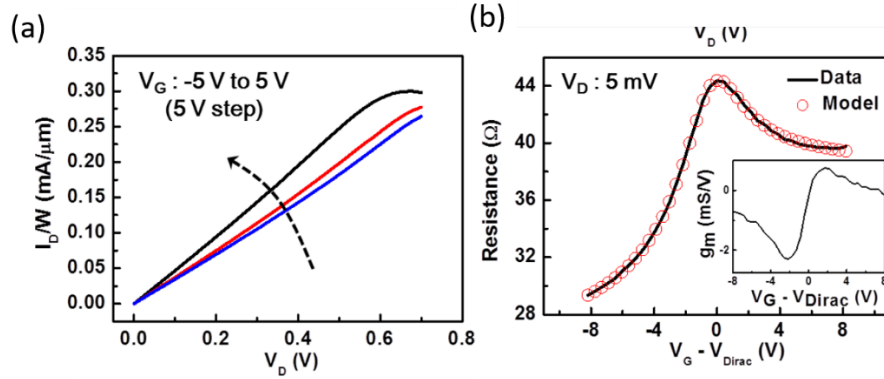 (a)
0.35
0.30
0.25
0.20
0.15
0.10
0.05
0.00
I_D/W (mA/μm)
V_G : -5 V to 5 V
(5 V step)
0.0 0.2 0.4 0.6 0.8
V_D (V)
(b)
V_D (V)
44
40
36
32
28
Resistance (Ω)
V_D : 5 mV
Data
Model
g_m (mS/V)
0
-2
-8 -4 0 4 8
V_G - V_Dirac (V)
-8 -4 0 4 8
V_G - V_Dirac (V)